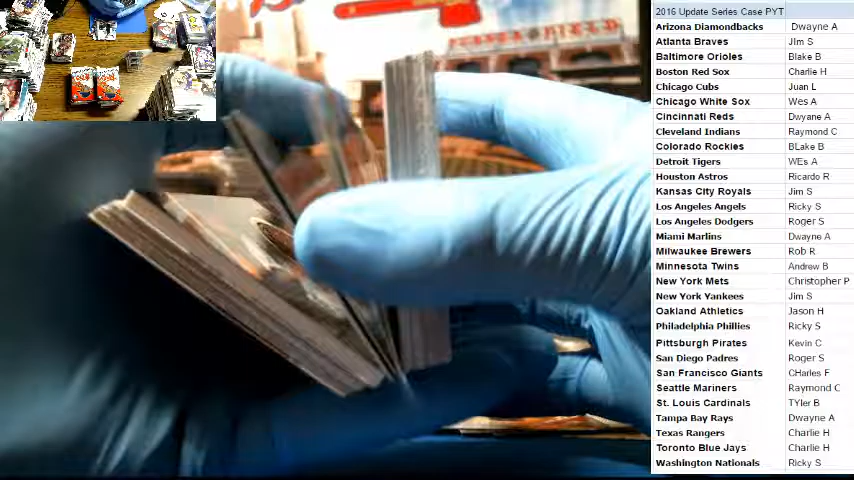 2016 Update Series Case PYT
Arizona Diamondbacks Dwayne A
Atlanta Braves Jim S
Baltimore Orioles Blake B
Boston Red Sox Charlie H
Chicago Cubs Juan L
Chicago White Sox Wes A
Cincinnati Reds Dwyane A
Cleveland Indians Raymond C
Colorado Rockies BLake B
Detroit Tigers WEs A
Houston Astros Ricardo R
Kansas City Royals Jim S
Los Angeles Angels Ricky S
Los Angeles Dodgers Roger S
Miami Marlins Dwayne A
Milwaukee Brewers Rob R
Minnesota Twins Andrew B
New York Mets Christopher P
New York Yankees Jim S
Oakland Athletics Jason H
Philadelphia Phillies Ricky S
Pittsburgh Pirates Kevin C
San Diego Padres Roger S
San Francisco Giants CHarles F
Seattle Mariners Raymond C
St. Louis Cardinals TYler B
Tampa Bay Rays Dwayne A
Texas Rangers Charlie H
Toronto Blue Jays Charlie H
Washington Nationals Ricky S